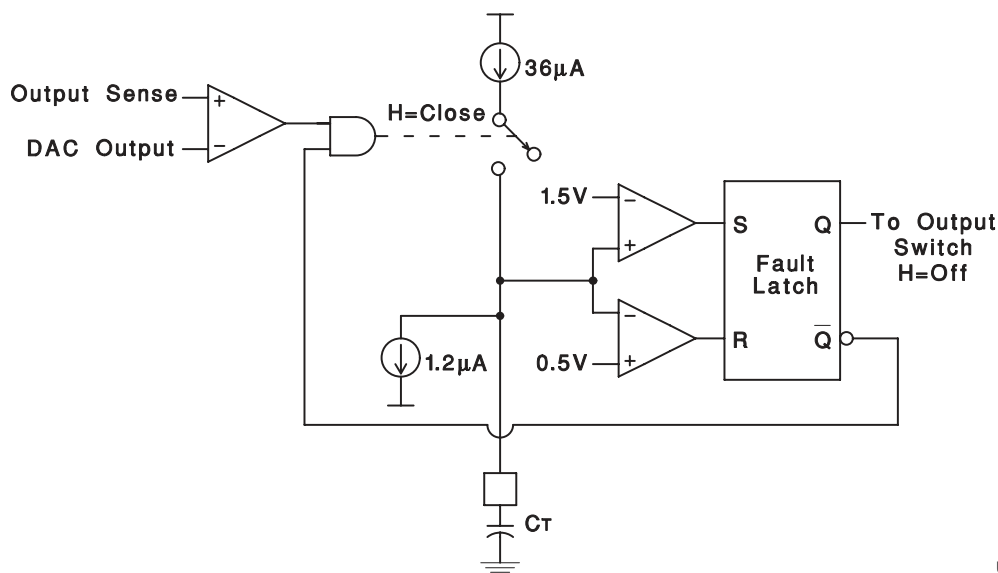 36µA
Output Sense
+
H=Close
DAC Output
−
1.5V
−
+
S
Q
To Output
Switch
H=Off
Fault
Latch
1.2µA
−
0.5V
+
R
Q̅
CT